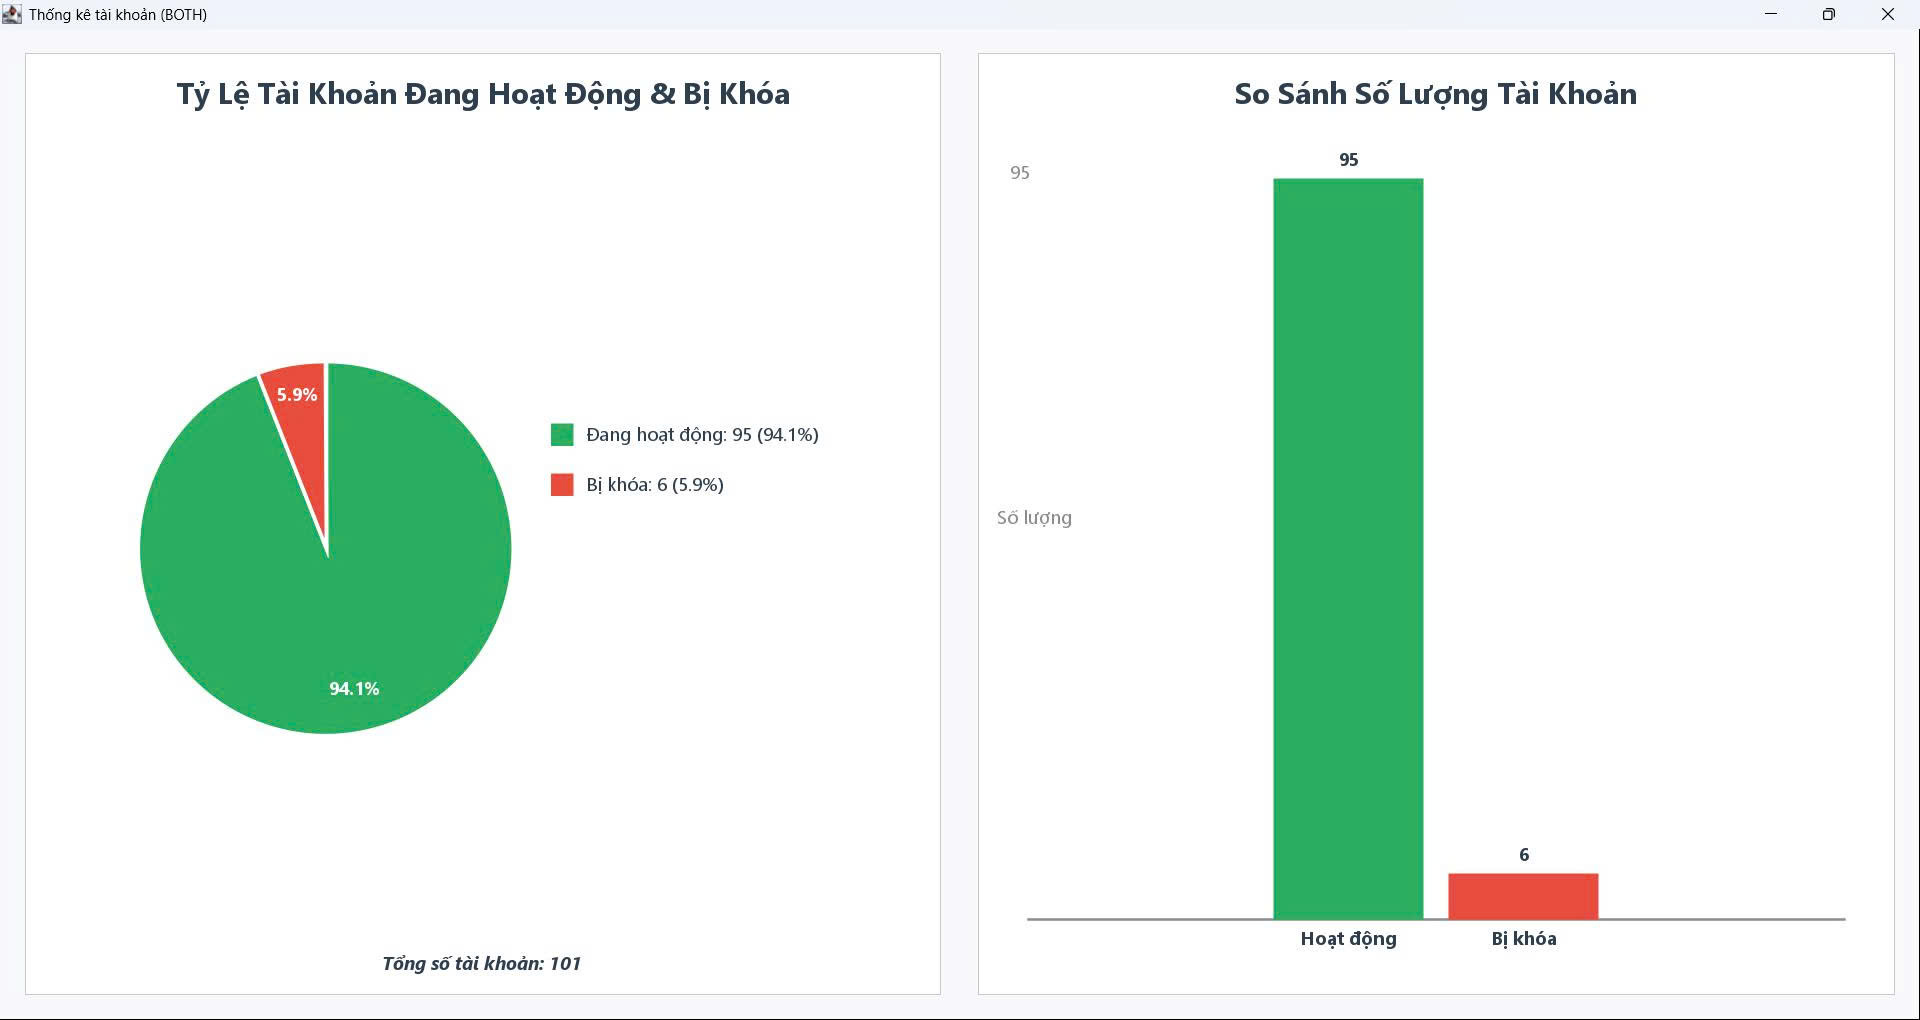 Thống kê tài khoản (BOTH)
Tỷ Lệ Tài Khoản Đang Hoạt Động & Bị Khóa
5.9%
94.1%
Đang hoạt động: 95 (94.1%)
Bị khóa: 6 (5.9%)
Tổng số tài khoản: 101
So Sánh Số Lượng Tài Khoản
95
95
Số lượng
6
Hoạt động
Bị khóa